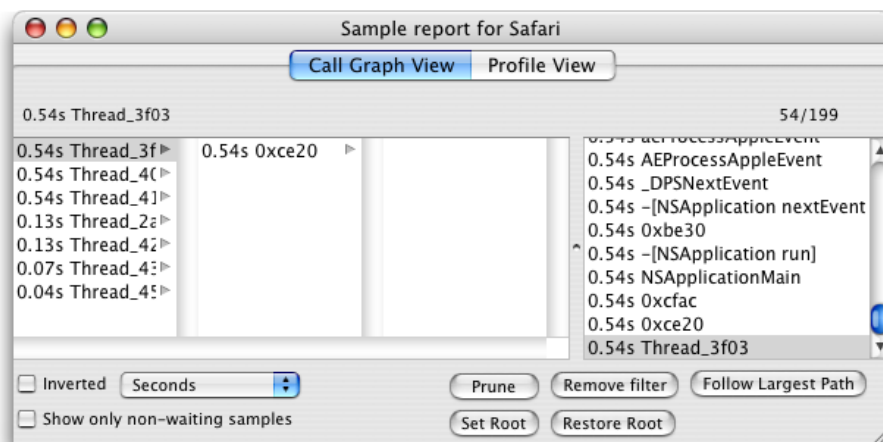 Sample report for Safari
Call Graph View Profile View
0.54s Thread_3f03 54/199
0.54s Thread_3f
0.54s Thread_4(
0.54s Thread_41
0.13s Thread_2a
0.13s Thread_42
0.07s Thread_43
0.04s Thread_45
0.54s 0xce20
0.54s aeProcessAppleEvent
0.54s AEProcessAppleEvent
0.54s _DPSNextEvent
0.54s -[NSApplication nextEvent
0.54s 0xbe30
0.54s -[NSApplication run]
0.54s NSApplicationMain
0.54s 0xcfac
0.54s 0xce20
0.54s Thread_3f03
Inverted Seconds Prune Remove filter Follow Largest Path
Show only non-waiting samples Set Root Restore Root